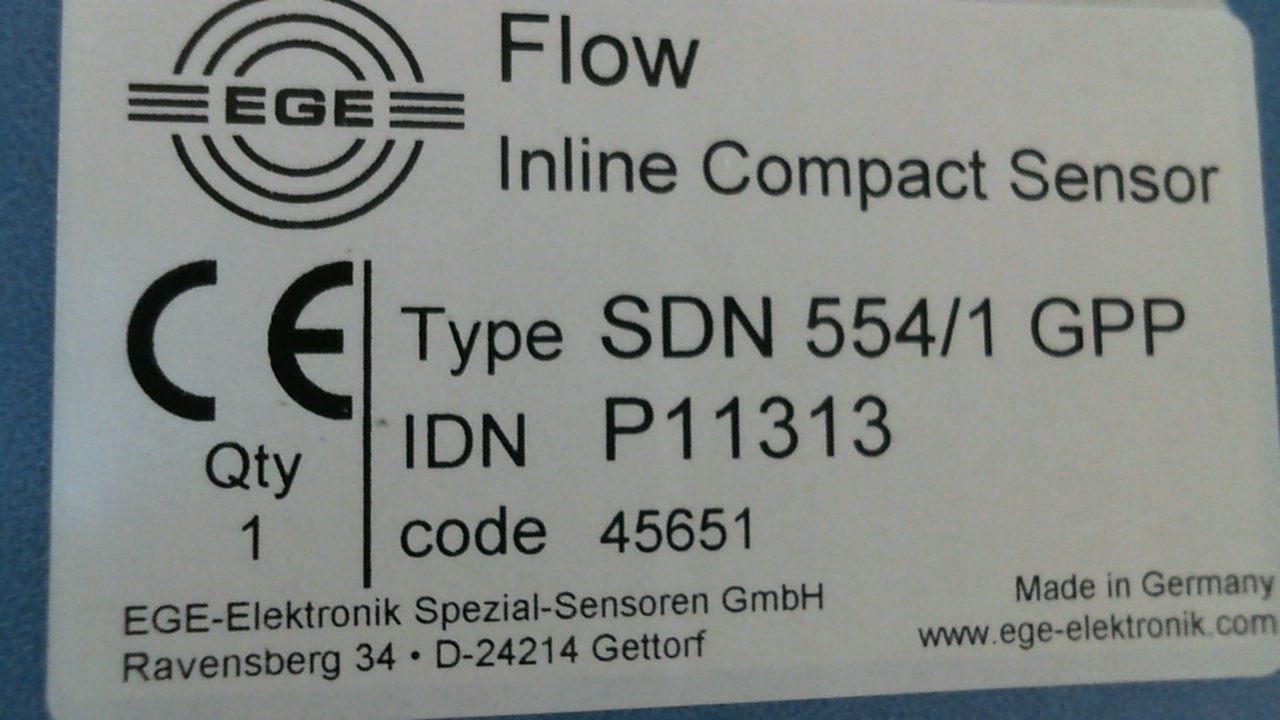 EGE
Flow
Inline Compact Sensor
CE
Type SDN 554/1 GPP
IDN P11313
code 45651
Qty
1
EGE-Elektronik Spezial-Sensoren GmbH
Ravensberg 34 • D-24214 Gettorf
Made in Germany
www.ege-elektronik.com